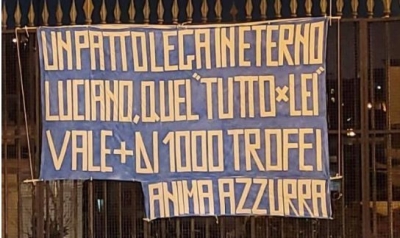 UN PATTO LEGA IN ETERNO
LUCIANO, QUEL "TUTTO×LEI"
VALE + DI 1000 TROFEI
ANIMA AZZURRA